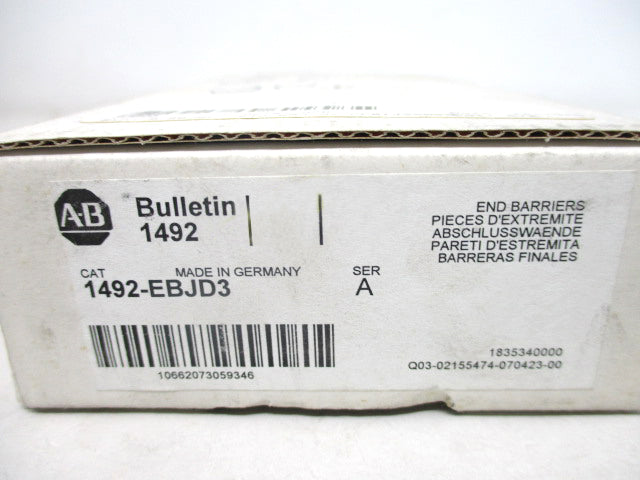 A-B
Bulletin
1492
END BARRIERS
PIECES D'EXTREMITE
ABSCHLUSSWAENDE
PARETI D'ESTREMITA
BARRERAS FINALES
CAT MADE IN GERMANY SER
1492-EBJD3 A
10662073059346
1835340000
Q03-02155474-070423-00